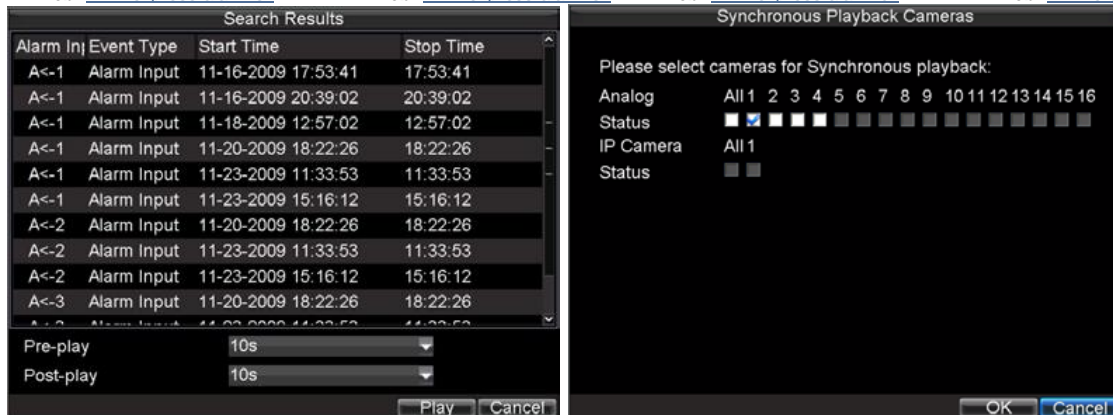 Search Results
Alarm In Event Type Start Time Stop Time
A<-1 Alarm Input 11-16-2009 17:53:41 17:53:41
A<-1 Alarm Input 11-16-2009 20:39:02 20:39:02
A<-1 Alarm Input 11-18-2009 12:57:02 12:57:02
A<-1 Alarm Input 11-20-2009 18:22:26 18:22:26
A<-1 Alarm Input 11-23-2009 11:33:53 11:33:53
A<-1 Alarm Input 11-23-2009 15:16:12 15:16:12
A<-2 Alarm Input 11-20-2009 18:22:26 18:22:26
A<-2 Alarm Input 11-23-2009 11:33:53 11:33:53
A<-2 Alarm Input 11-23-2009 15:16:12 15:16:12
A<-3 Alarm Input 11-20-2009 18:22:26 18:22:26
Pre-play 10s
Post-play 10s
Play Cancel
Synchronous Playback Cameras
Please select cameras for Synchronous playback:
Analog All 1 2 3 4 5 6 7 8 9 10 11 12 13 14 15 16
Status
IP Camera All 1
Status
OK Cancel